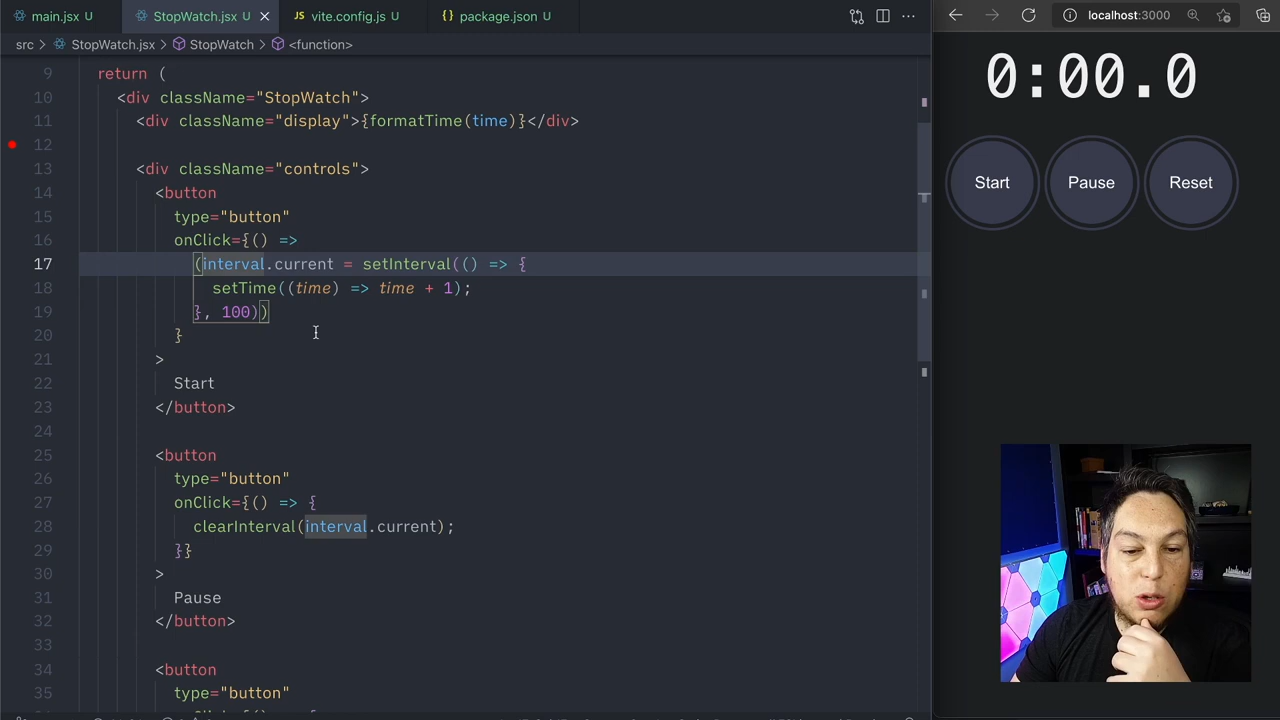 main.jsx U
StopWatch.jsx U
JS vite.config.js U
{} package.json U
src > StopWatch.jsx > StopWatch > <function>
9 return (
10 <div className="StopWatch">
11 <div className="display">{formatTime(time)}</div>
12
13 <div className="controls">
14 <button
15 type="button"
16 onClick={() =>
17 (interval.current = setInterval(() => {
18 setTime((time) => time + 1);
19 }, 100))
20 }
21 >
22 Start
23 </button>
24
25 <button
26 type="button"
27 onClick={() => {
28 clearInterval(interval.current);
29 }}
30 >
31 Pause
32 </button>
33
34 <button
35 type="button"
localhost:3000
0:00.0
Start
Pause
Reset